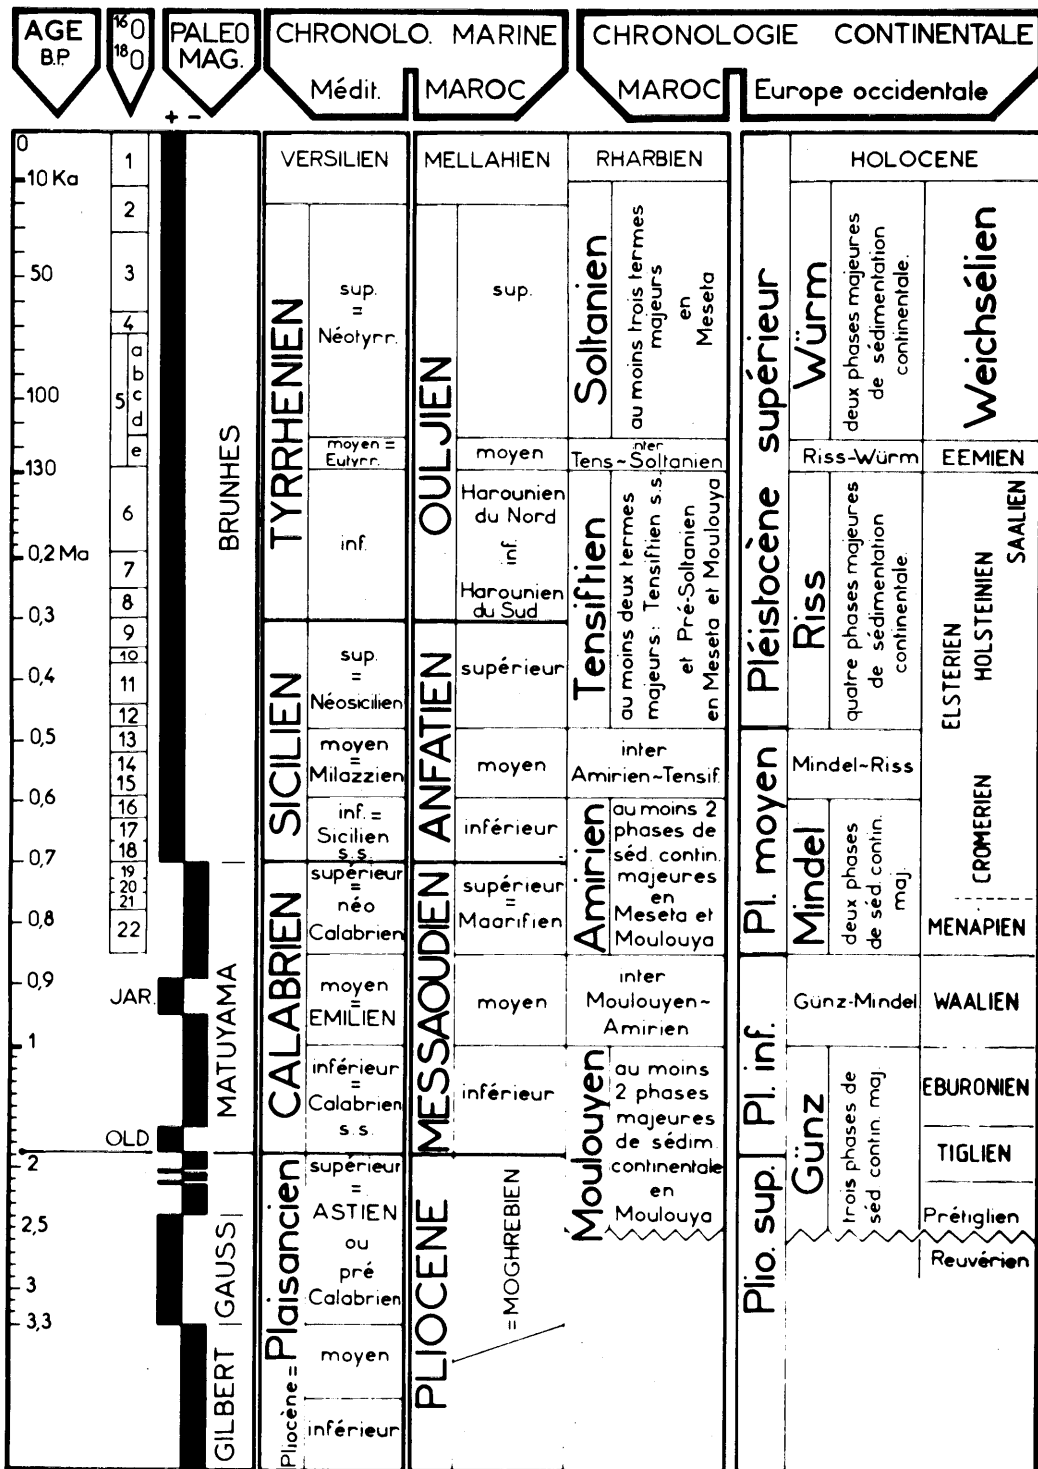 AGE
B.P.
16O
18O
PALEO
MAG.
CHRONOLO. MARINE
Médit.
MAROC
CHRONOLOGIE CONTINENTALE
MAROC
Europe occidentale
+ -
0
10 Ka
50
100
130
0,2 Ma
0,3
0,4
0,5
0,6
0,7
0,8
0,9
1
2
2,5
3
3,3
1
2
3
4
5
a
b
c
d
e
6
7
8
9
10
11
12
13
14
15
16
17
18
19
20
21
22
JAR.
OLD
BRUNHES
MATUYAMA
GAUSS
GILBERT
VERSILIEN
TYRRHENIEN
sup.
=
Néotyrr.
moyen =
Eutyrr.
inf.
SICILIEN
sup.
=
Néosicilien
moyen
=
Milazzien
inf. =
Sicilien
s.s.
CALABRIEN
supérieur
=
néo
Calabrien
moyen
=
EMILIEN
inférieur
=
Calabrien
s.s.
Pliocène = Plaisancien
supérieur
=
ASTIEN
ou
pré
Calabrien
moyen
inférieur
MELLAHIEN
OULJIEN
sup.
moyen
Harounien
du Nord
inf.
Harounien
du Sud
ANFATIEN
supérieur
moyen
inférieur
MESSAOUDIEN
supérieur
=
Maarifien
moyen
inférieur
PLIOCENE
= MOGHREBIEN
RHARBIEN
Soltanien
au moins trois termes
majeurs
en
Meseta
inter
Tens~Soltanien
Tensiftien
au moins deux termes
majeurs: Tensiftien s.s.
et Pré-Soltanien
en Meseta et Moulouya
inter
Amirien~Tensif.
Amirien
au moins 2
phases de
séd. contin.
majeures
en
Meseta et
Moulouya
inter
Moulouyen~
Amirien
Moulouyen
au moins
2 phases
majeures
de sédim.
continentale
en
Moulouya
Pléistocène supérieur
Pl. moyen
Pl. inf.
Plio. sup.
HOLOCENE
Würm
deux phases majeures
de sédimentation
continentale.
Weichsélien
Riss-Würm
EEMIEN
Riss
quatre phases majeures
de sédimentation
continentale.
SAALIEN
HOLSTEINIEN
ELSTERIEN
Mindel~Riss
CROMERIEN
Mindel
deux phases
de séd. contin.
maj.
MENAPIEN
Günz-Mindel
WAALIEN
Günz
trois phases de
séd. contin. maj.
EBURONIEN
TIGLIEN
Prétiglien
Reuvérien